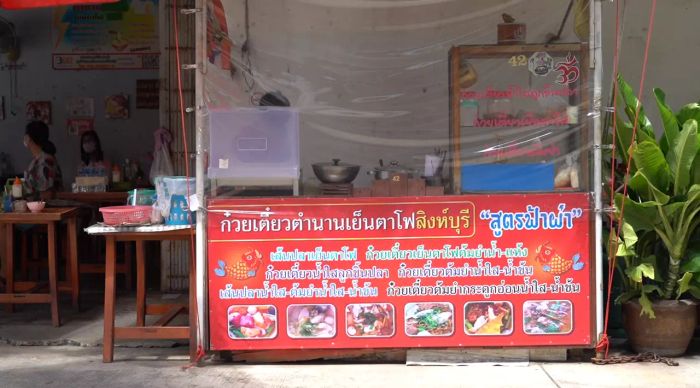 42
ก๋วยเตี๋ยวตำนานเย็นตาโฟสิงห์บุรี "สูตรฟ้าผ่า"
เส้นปลาเย็นตาโฟ ก๋วยเตี๋ยวเย็นตาโฟต้มยำน้ำ-แห้ง
ก๋วยเตี๋ยวน้ำใสลูกชิ้นปลา ก๋วยเตี๋ยวต้มยำน้ำใส-น้ำข้น
เส้นปลาน้ำใส-ต้มยำน้ำใส-น้ำข้น ก๋วยเตี๋ยวต้มยำกระดูกอ่อนน้ำใส-น้ำข้น
42